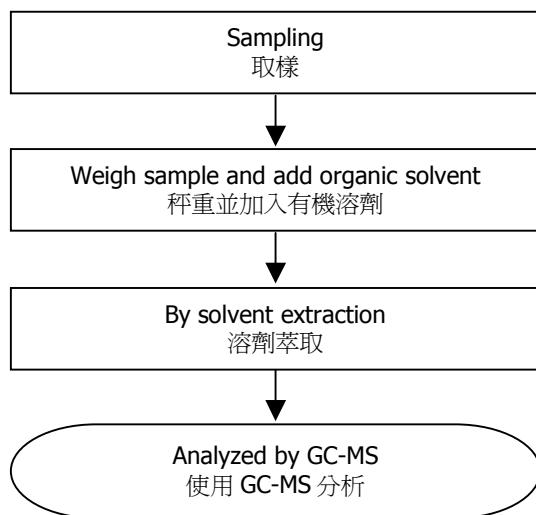 Sampling
取樣
Weigh sample and add organic solvent
秤重並加入有機溶劑
By solvent extraction
溶劑萃取
Analyzed by GC-MS
使用 GC-MS 分析